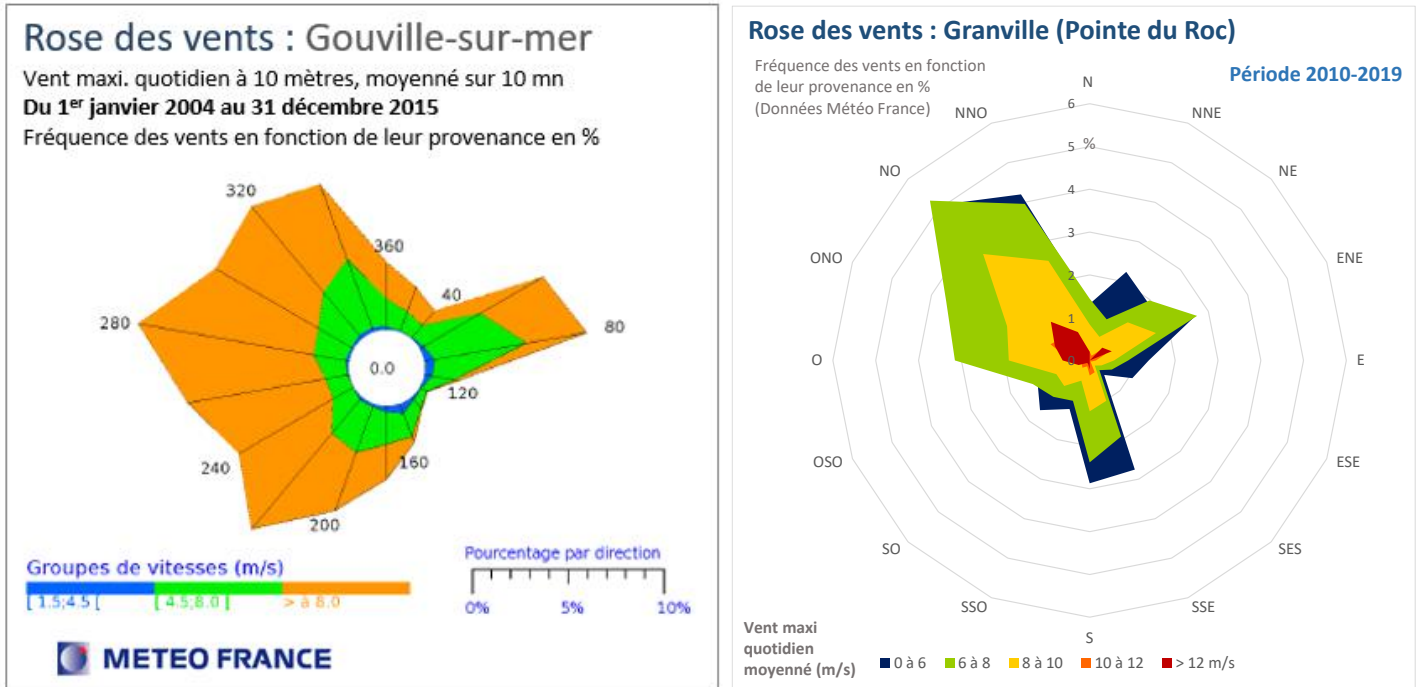 Rose des vents : Gouville-sur-mer
Vent maxi. quotidien à 10 mètres, moyenné sur 10 mn
Du 1er janvier 2004 au 31 décembre 2015
Fréquence des vents en fonction de leur provenance en %
320
360
40
280
80
0.0
120
240
160
200
Groupes de vitesses (m/s)
[ 1.5;4.5 [
[ 4.5;8.0 ]
> à 8.0
Pourcentage par direction
0%
5%
10%
METEO FRANCE
Rose des vents : Granville (Pointe du Roc)
Fréquence des vents en fonction
de leur provenance en %
(Données Météo France)
Période 2010-2019
N
NNO
NNE
NO
NE
ONO
ENE
O
E
OSO
ESE
SO
SES
SSO
SSE
S
6
5 %
4
3
2
1
0
Vent maxi
quotidien
moyenné (m/s)
0 à 6
6 à 8
8 à 10
10 à 12
> 12 m/s